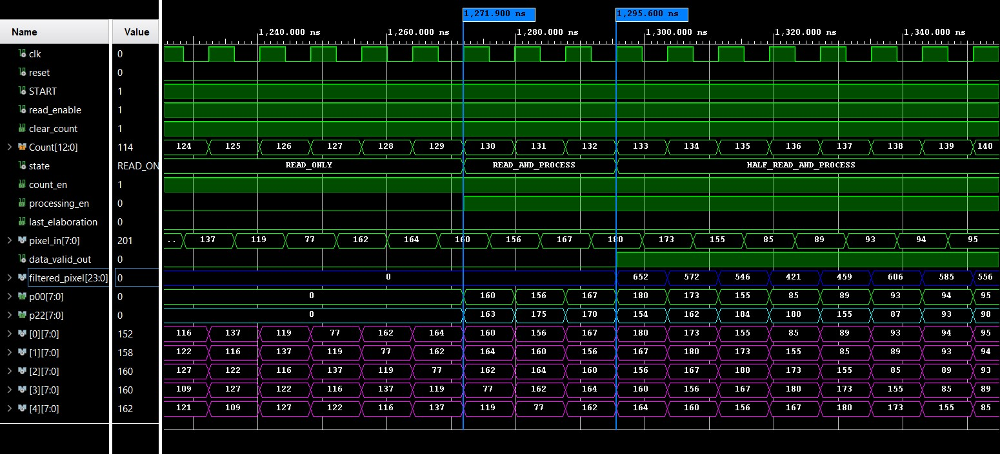 1,271.900 ns 1,295.600 ns
Name Value 1,240.000 ns 1,260.000 ns 1,280.000 ns 1,300.000 ns 1,320.000 ns 1,340.000 ns
clk 0
reset 0
START 1
read_enable 1
clear_count 1
Count[12:0] 114 124 125 126 127 128 129 130 131 132 133 134 135 136 137 138 139 140
state READ_ON READ_ONLY READ_AND_PROCESS HALF_READ_AND_PROCESS
count_en 1
processing_en 0
last_elaboration 0
pixel_in[7:0] 201 .. 137 119 77 162 164 160 156 167 180 173 155 85 89 93 94 95
data_valid_out 0
filtered_pixel[23:0] 0 0 652 572 546 421 459 606 585 556
p00[7:0] 0 0 160 156 167 180 173 155 85 89 93 94 95
p22[7:0] 0 0 163 175 170 154 162 184 180 155 87 93 98
[0][7:0] 152 116 137 119 77 162 164 160 156 167 180 173 155 85 89 93 94 95
[1][7:0] 158 122 116 137 119 77 162 164 160 156 167 180 173 155 85 89 93 94
[2][7:0] 160 127 122 116 137 119 77 162 164 160 156 167 180 173 155 85 89 93
[3][7:0] 160 109 127 122 116 137 119 77 162 164 160 156 167 180 173 155 85 89
[4][7:0] 162 121 109 127 122 116 137 119 77 162 164 160 156 167 180 173 155 85